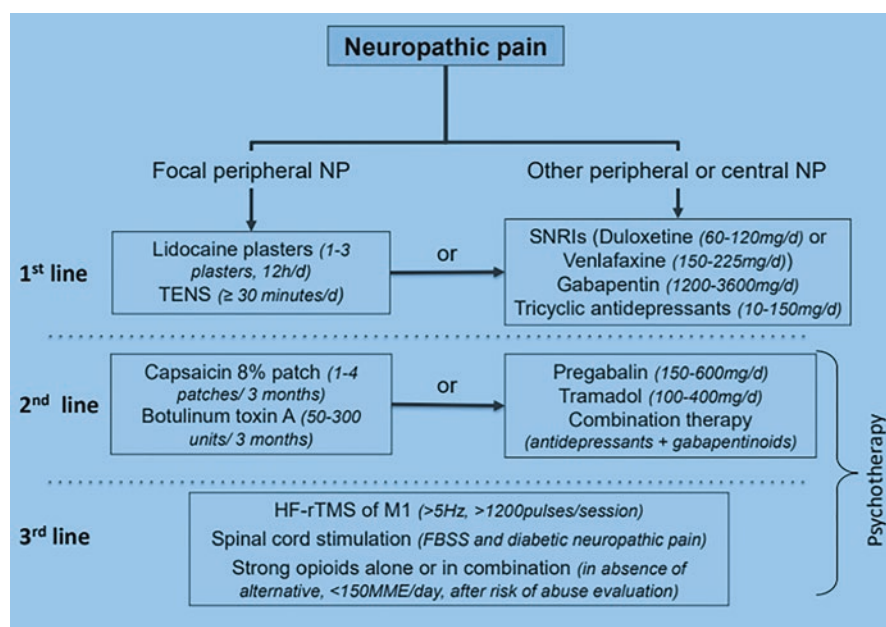 Neuropathic pain
Focal peripheral NP
Other peripheral or central NP
1st line
Lidocaine plasters (1-3
plasters, 12h/d)
TENS (≥ 30 minutes/d)
or
SNRIs (Duloxetine (60-120mg/d) or
Venlafaxine (150-225mg/d))
Gabapentin (1200-3600mg/d)
Tricyclic antidepressants (10-150mg/d)
2nd line
Capsaicin 8% patch (1-4
patches/ 3 months)
Botulinum toxin A (50-300
units/ 3 months)
or
Pregabalin (150-600mg/d)
Tramadol (100-400mg/d)
Combination therapy
(antidepressants + gabapentinoids)
3rd line
HF-rTMS of M1 (>5Hz, >1200pulses/session)
Spinal cord stimulation (FBSS and diabetic neuropathic pain)
Strong opioids alone or in combination (in absence of
alternative, <150MME/day, after risk of abuse evaluation)
Psychotherapy